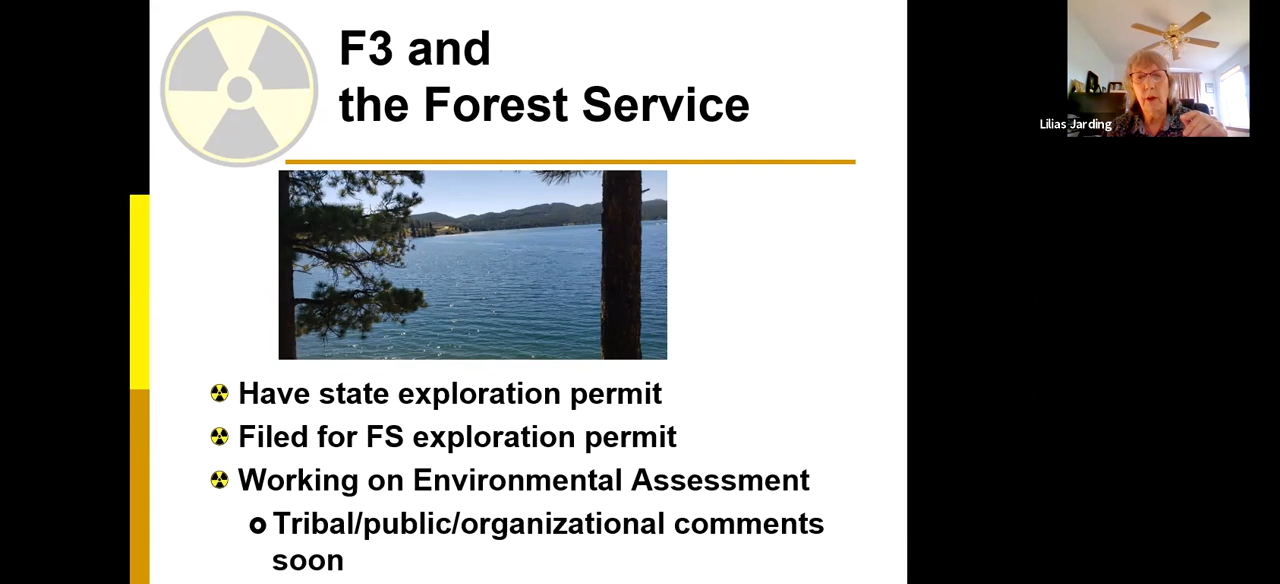 F3 and
the Forest Service
Lilias Jarding
Have state exploration permit
Filed for FS exploration permit
Working on Environmental Assessment
Tribal/public/organizational comments
soon